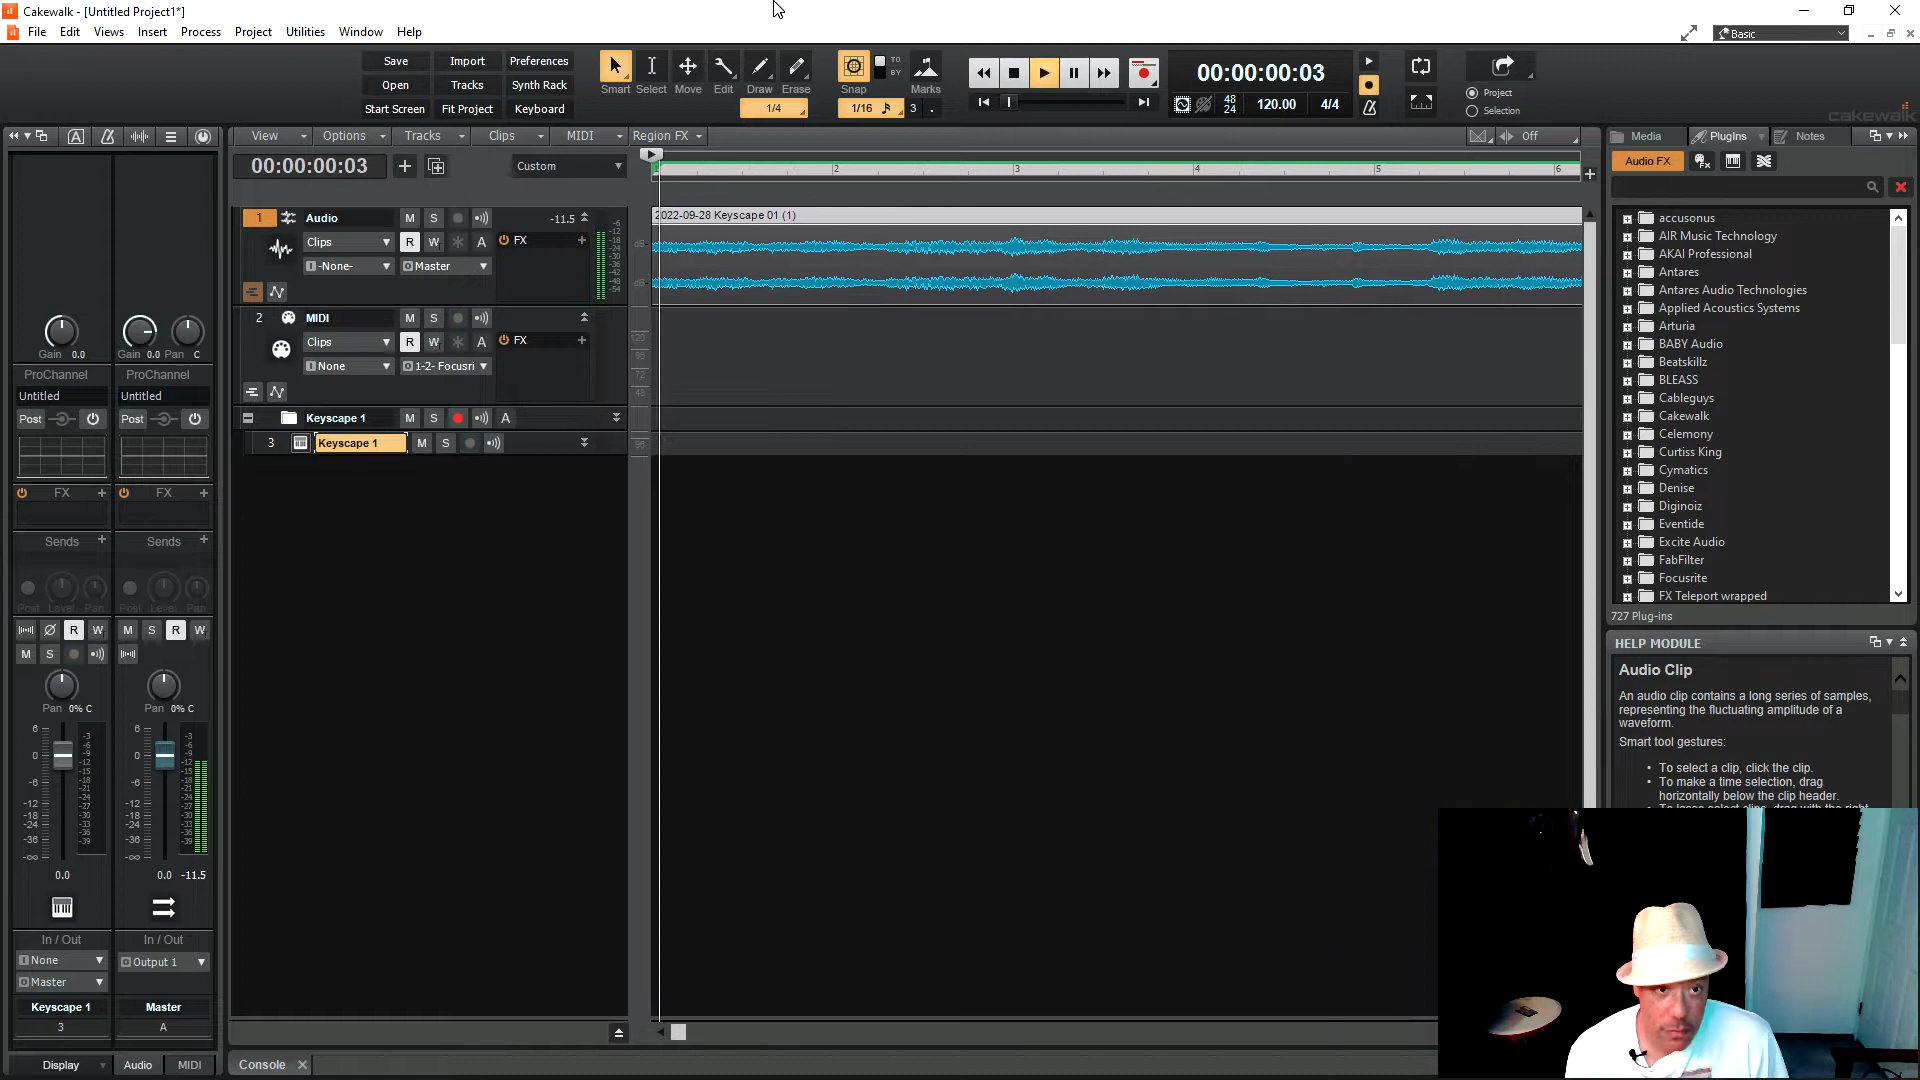 Cakewalk - [Untitled Project1*]
File Edit Views Insert Process Project Utilities Window Help
Basic
Save Import Preferences
Open Tracks Synth Rack
Start Screen Fit Project Keyboard
Smart Select Move Edit Draw Erase
1/4
Snap
TO
BY
Marks
1/16 3 .
00:00:00:03
48
24
120.00 4/4
Project
Selection
cakewalk
View Options Tracks Clips MIDI Region FX
Off
Media PlugIns Notes
00:00:00:03
Custom
2 3 4 5 6
Audio FX
1 Audio M S -11.5
Clips R W A FX
-None- Master
2022-09-28 Keyscape 01 (1)
2 MIDI M S
Clips R W A FX
None 1-2- Focusri
Keyscape 1 M S A
3 Keyscape 1 M S
accusonus
AIR Music Technology
AKAI Professional
Antares
Antares Audio Technologies
Applied Acoustics Systems
Arturia
BABY Audio
Beatskillz
BLEASS
Cableguys
Cakewalk
Celemony
Curtiss King
Cymatics
Denise
Diginoiz
Eventide
Excite Audio
FabFilter
Focusrite
FX Teleport wrapped
727 Plug-ins
HELP MODULE
Audio Clip
An audio clip contains a long series of samples,
representing the fluctuating amplitude of a
waveform.
Smart tool gestures:
• To select a clip, click the clip.
• To make a time selection, drag
horizontally below the clip header.
Gain 0.0 Gain 0.0 Pan C
ProChannel ProChannel
Untitled Untitled
Post Post
FX FX
Sends Sends
Post Level Pan Post Level Pan
R W M S R W
M S
Pan 0% C Pan 0% C
0.0 0.0 -11.5
In / Out In / Out
None Output 1
Master
Keyscape 1 Master
3 A
Display Audio MIDI
Console